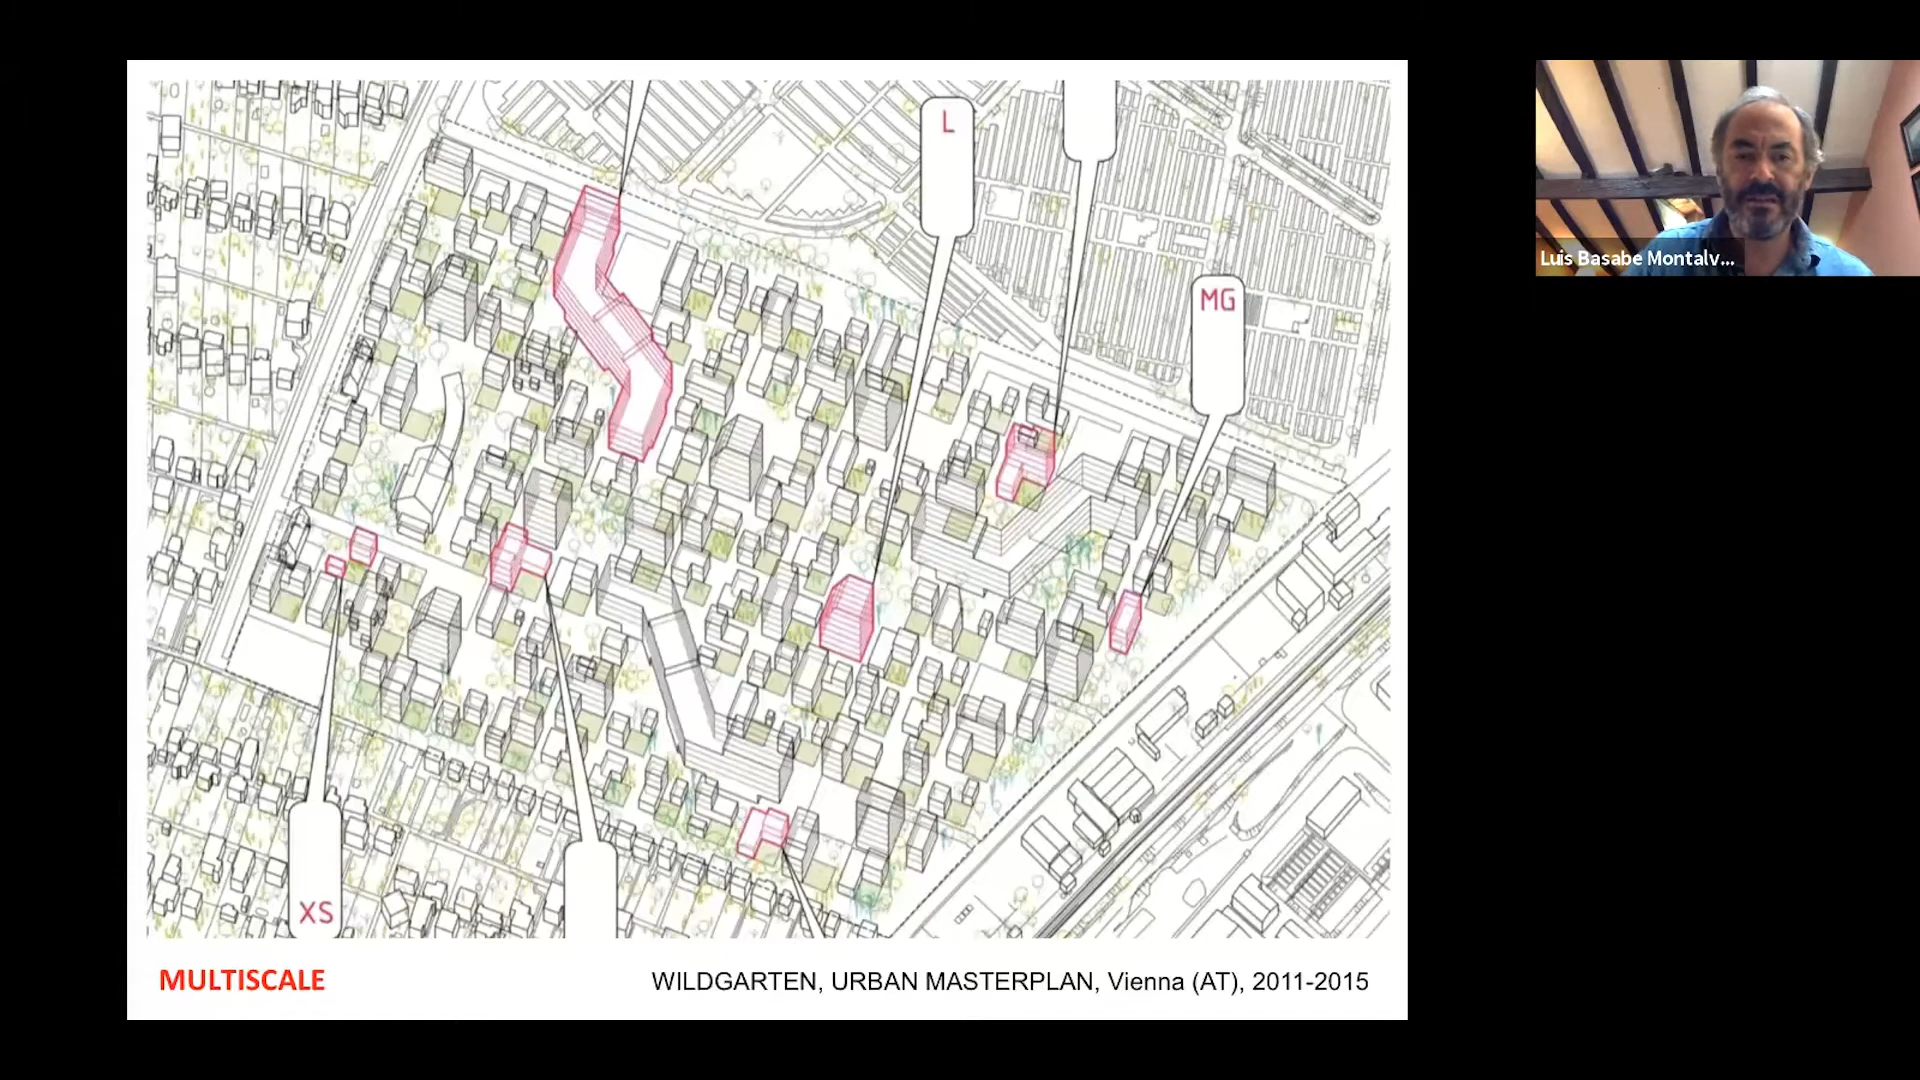 L
MG
Luis Basabe Montalv...
XS
MULTISCALE
WILDGARTEN, URBAN MASTERPLAN, Vienna (AT), 2011-2015